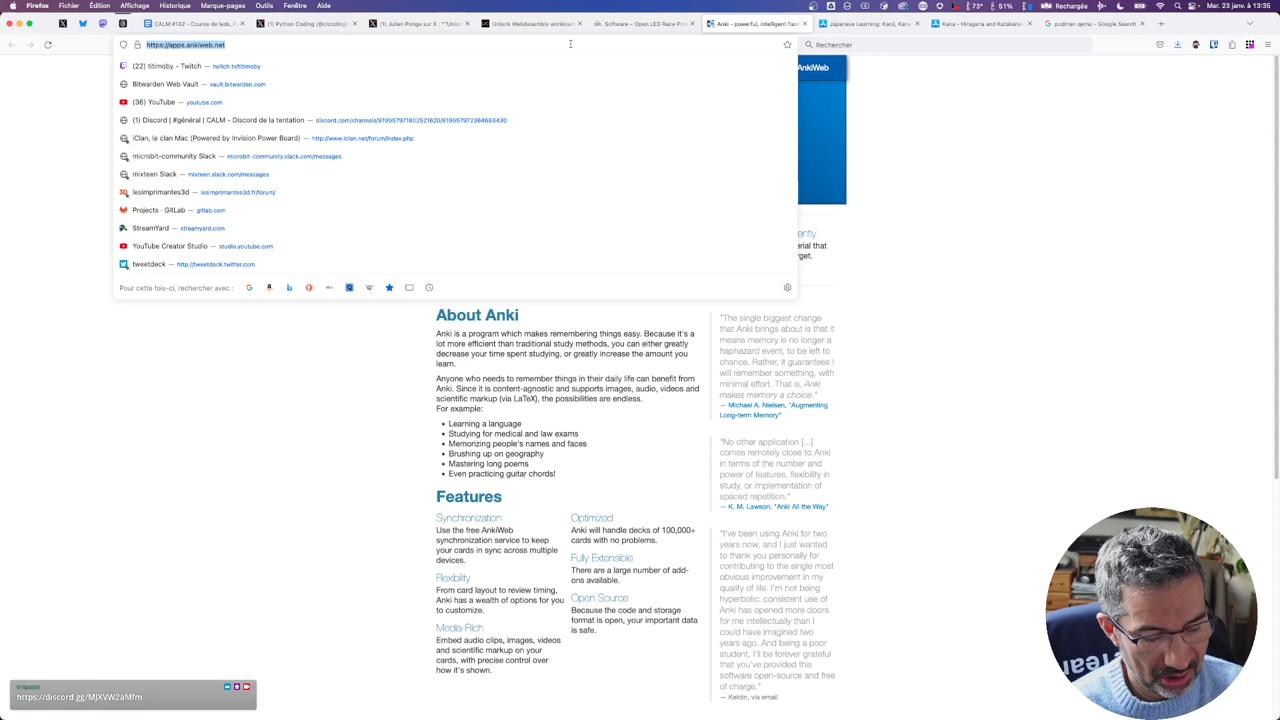 Firefox Fichier Édition Affichage Historique Marque-pages Profils Outils Fenêtre Aide
CALM #142 - Course de leds, P
(1) Python Coding (@clcoding)
(1) Julien Ponge sur X : "“Unloc
Unlock WebAssembly workload
Software – Open LED Race Pro
Anki - powerful, intelligent flash
Japanese Learning: Kanji, Kana
Kana - Hiragana and Katakana
podman qemu - Search
https://apps.ankiweb.net
Rechercher
(22) titimoby - Twitch — twitch.tv/titimoby
Bitwarden Web Vault — vault.bitwarden.com
(36) YouTube — youtube.com
(1) Discord | #général | CALM - Discord de la tentation — discord.com/channels/819957971802521620/819957972364689430
iClan, le clan Mac (Powered by Invision Power Board) — http://www.iclan.net/forum/index.php
microbit-community Slack — microbit-community.slack.com/messages
mixteen Slack — mixteen.slack.com/messages
lesimprimantes3d — lesimprimantes3d.fr/forum/
Projects · GitLab — gitlab.com
StreamYard — streamyard.com
YouTube Creator Studio — studio.youtube.com
tweetdeck — http://tweetdeck.twitter.com
Pour cette fois-ci, rechercher avec :
AnkiWeb
ently
erial that
rget.
About Anki
Anki is a program which makes remembering things easy. Because it's a
lot more efficient than traditional study methods, you can either greatly
decrease your time spent studying, or greatly increase the amount you
learn.
Anyone who needs to remember things in their daily life can benefit from
Anki. Since it is content-agnostic and supports images, audio, videos and
scientific markup (via LaTeX), the possibilities are endless.
For example:
• Learning a language
• Studying for medical and law exams
• Memorizing people's names and faces
• Brushing up on geography
• Mastering long poems
• Even practicing guitar chords!
Features
Synchronization
Use the free AnkiWeb
synchronization service to keep
your cards in sync across multiple
devices.
Flexibility
From card layout to review timing,
Anki has a wealth of options for you
to customize.
Media-Rich
Embed audio clips, images, videos
and scientific markup on your
cards, with precise control over
how it's shown.
Optimized
Anki will handle decks of 100,000+
cards with no problems.
Fully Extensible
There are a large number of add-
ons available.
Open Source
Because the code and storage
format is open, your important data
is safe.
"The single biggest change
that Anki brings about is that it
means memory is no longer a
haphazard event, to be left to
chance. Rather, it guarantees I
will remember something, with
minimal effort. That is, Anki
makes memory a choice."
— Michael A. Nielsen, "Augmenting
Long-term Memory"
"No other application [...]
comes remotely close to Anki
in terms of the number and
power of features, flexibility in
study, or implementation of
spaced repetition."
— K. M. Lawson, "Anki All the Way"
"I've been using Anki for two
years now, and I just wanted
to thank you personally for
contributing to the single most
obvious improvement in my
quality of life. I'm not being
hyperbolic: consistent use of
Anki has opened more doors
for me intellectually than I
could have imagined two
years ago. And being a poor
student, I'll be forever grateful
that you've provided this
software open-source and free
of charge."
— Keldin, via email
https://discord.gg/MJXVW2aMfm